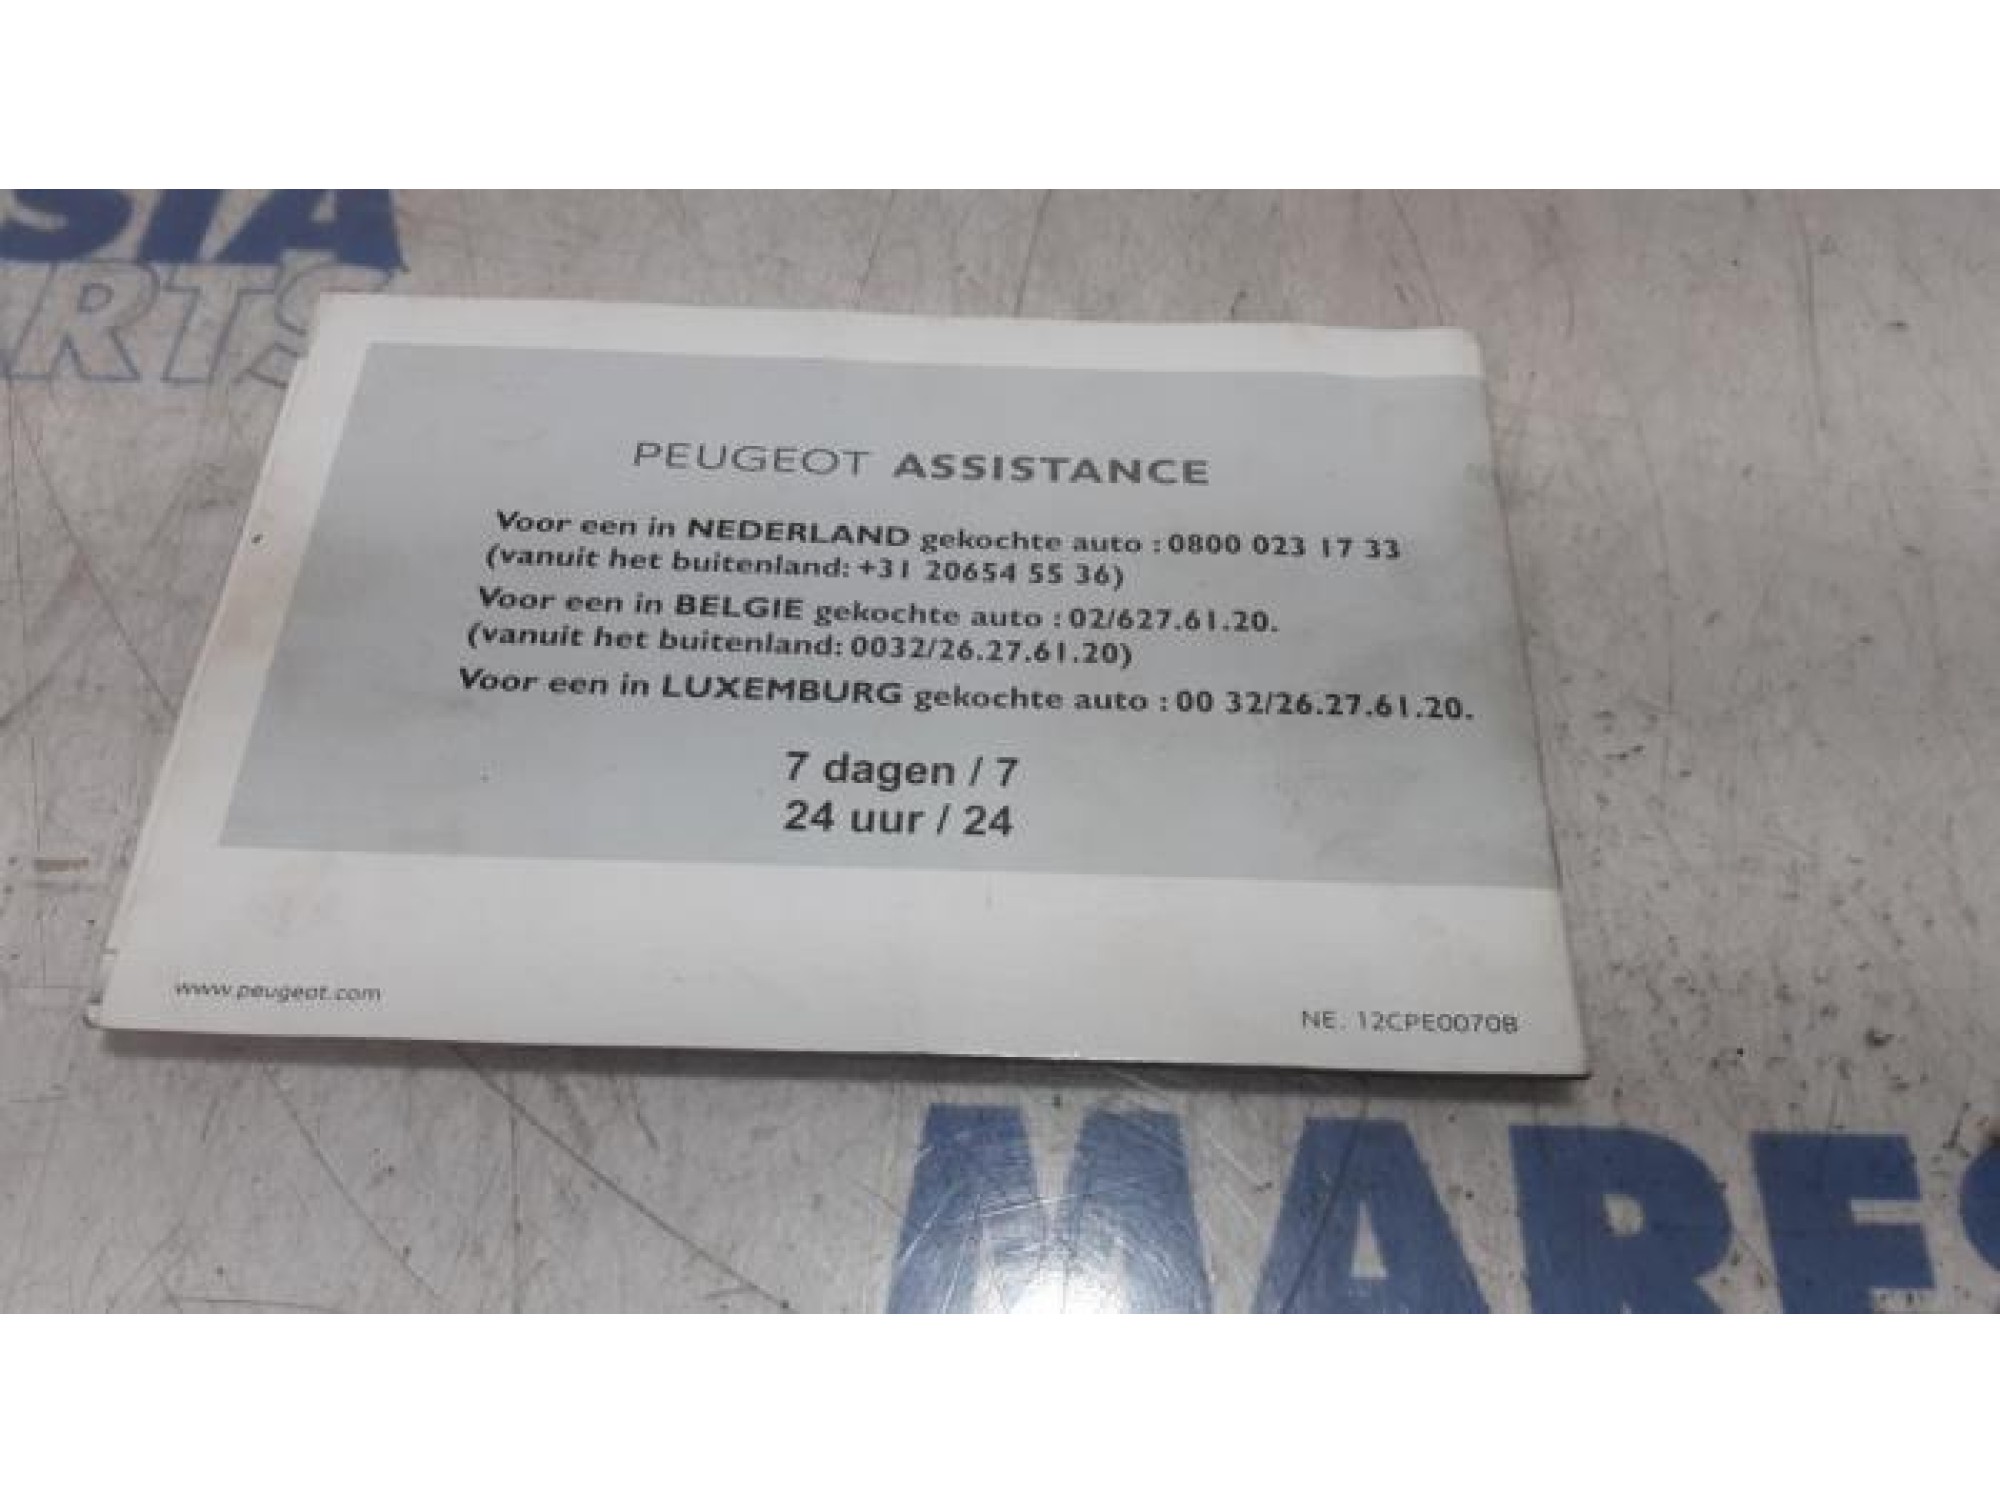 SIA
ARTS
PEUGEOT ASSISTANCE
Voor een in NEDERLAND gekochte auto : 0800 023 17 33
(vanuit het buitenland: +31 20654 55 36)
Voor een in BELGIE gekochte auto : 02/627.61.20.
(vanuit het buitenland: 0032/26.27.61.20)
Voor een in LUXEMBURG gekochte auto : 00 32/26.27.61.20.
7 dagen / 7
24 uur / 24
www.peugeot.com
NE. 12CPE0070B
MARES